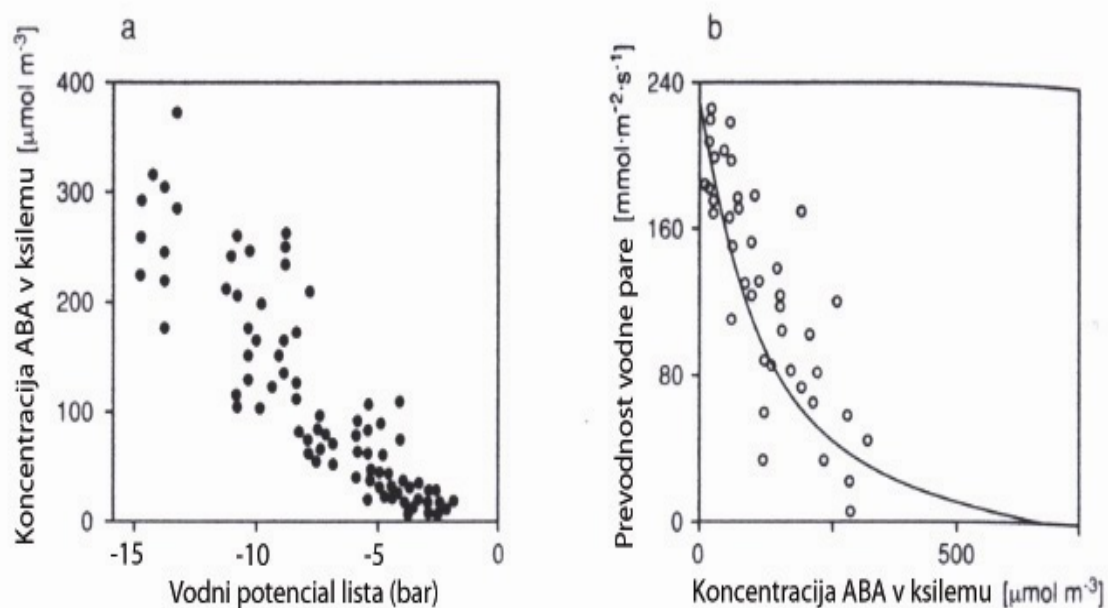 a
Koncentracija ABA v ksilemu [μmol m⁻³]
400
300
200
100
0
-15 -10 -5 0
Vodni potencial lista (bar)
b
Prevodnost vodne pare [mmol·m⁻²·s⁻¹]
240
160
80
0
0 500
Koncentracija ABA v ksilemu [μmol m⁻³]